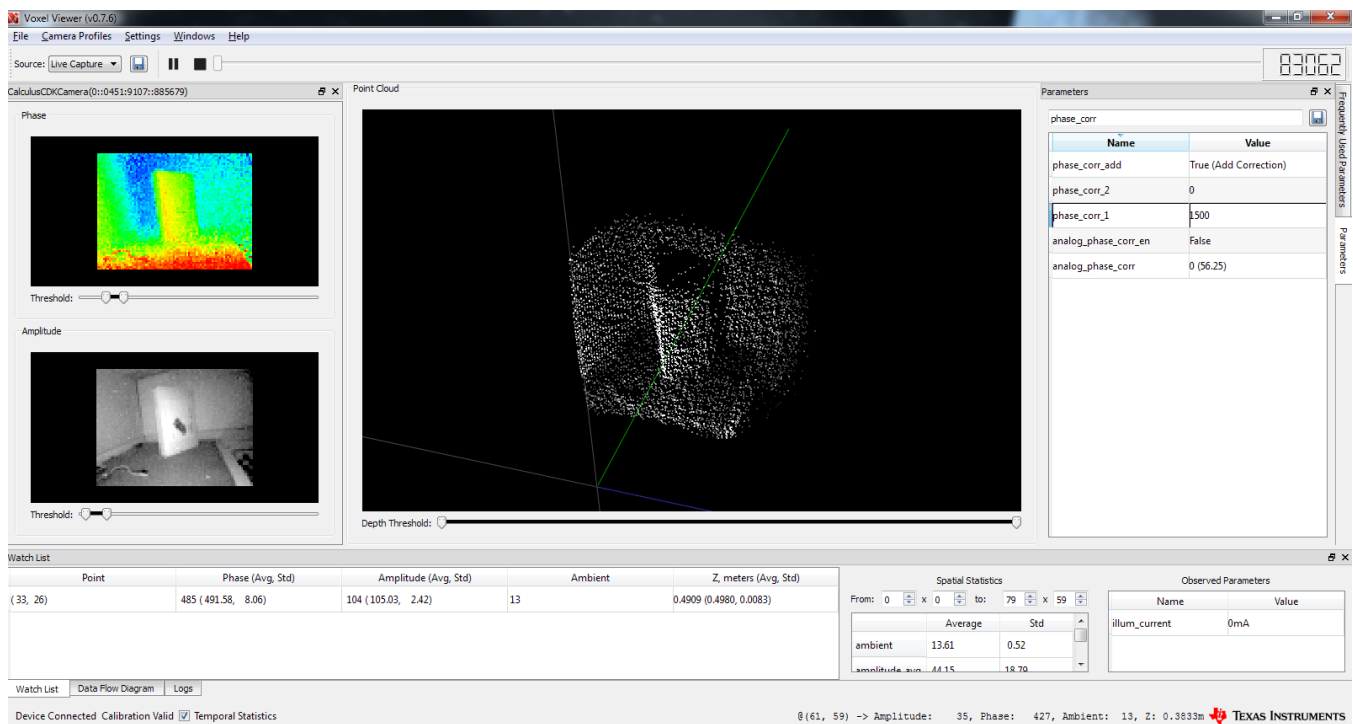 Voxel Viewer (v0.7.6)
File Camera Profiles Settings Windows Help
Source: Live Capture
83062
CalculusCDKCamera(0::0451:9107::885679)
Phase
Threshold:
Amplitude
Threshold:
Point Cloud
Depth Threshold:
Parameters
phase_corr
Name Value
phase_corr_add True (Add Correction)
phase_corr_2 0
phase_corr_1 1500
analog_phase_corr_en False
analog_phase_corr 0 (56.25)
Frequently Used Parameters
Parameters
Watch List
Point Phase (Avg, Std) Amplitude (Avg, Std) Ambient Z, meters (Avg, Std)
( 33, 26) 485 ( 491.58, 8.06) 104 ( 105.03, 2.42) 13 0.4909 (0.4980, 0.0083)
Spatial Statistics
From: 0 x 0 to: 79 x 59
Average Std
ambient 13.61 0.52
amplitude_avg 44.15 18.79
Observed Parameters
Name Value
illum_current 0mA
Watch List Data Flow Diagram Logs
Device Connected Calibration Valid Temporal Statistics
@(61, 59) -> Amplitude: 35, Phase: 427, Ambient: 13, Z: 0.3833m TEXAS INSTRUMENTS